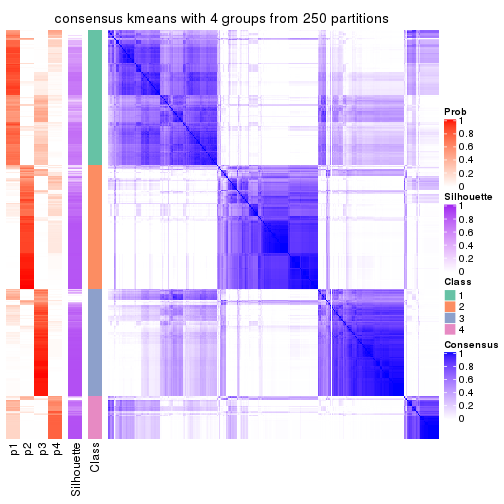 consensus kmeans with 4 groups from 250 partitions
Prob
1
0.8
0.6
0.4
0.2
0
Silhouette
1
0.8
0.6
0.4
0.2
0
Class
1
2
3
4
Consensus
1
0.8
0.6
0.4
0.2
0
p1
p2
p3
p4
Silhouette
Class